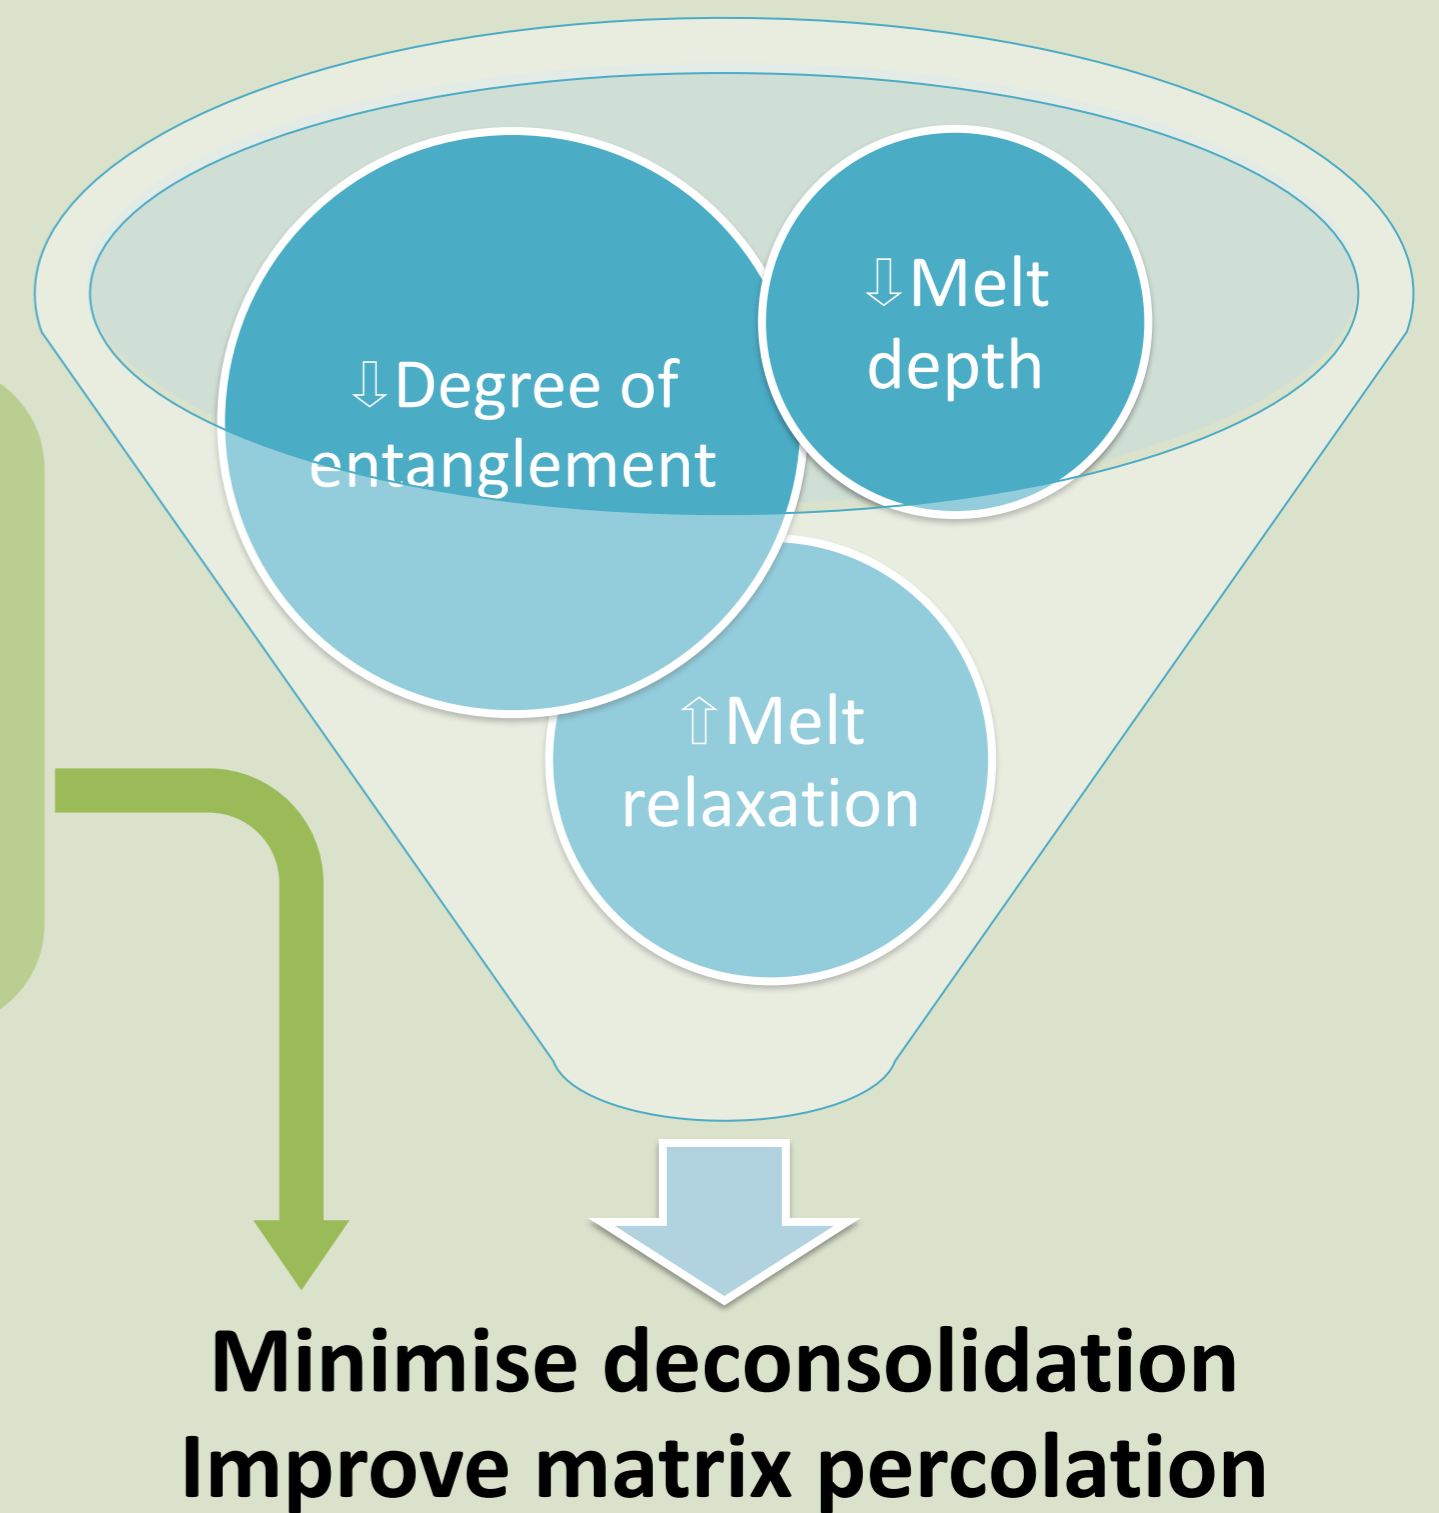 ⇩Degree of
entanglement
⇩Melt
depth
⇧Melt
relaxation
Minimise deconsolidation
Improve matrix percolation